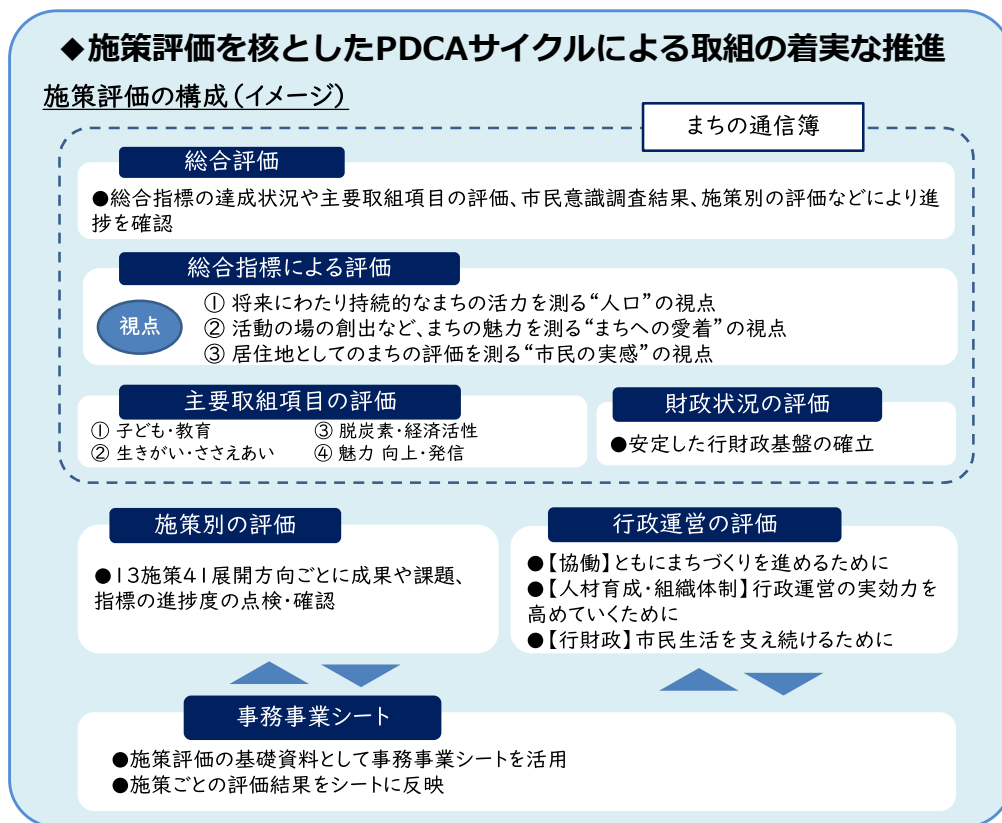 ◆施策評価を核としたPDCAサイクルによる取組の着実な推進
施策評価の構成(イメージ)
まちの通信簿
総合評価
●総合指標の達成状況や主要取組項目の評価、市民意識調査結果、施策別の評価などにより進
捗を確認
総合指標による評価
視点
① 将来にわたり持続的なまちの活力を測る“人口”の視点
② 活動の場の創出など、まちの魅力を測る“まちへの愛着”の視点
③ 居住地としてのまちの評価を測る“市民の実感”の視点
主要取組項目の評価
① 子ども・教育
② 生きがい・ささえあい
③ 脱炭素・経済活性
④ 魅力 向上・発信
財政状況の評価
●安定した行財政基盤の確立
施策別の評価
●13施策41展開方向ごとに成果や課題、
指標の進捗度の点検・確認
行政運営の評価
●【協働】ともにまちづくりを進めるために
●【人材育成・組織体制】行政運営の実効力を
高めていくために
●【行財政】市民生活を支え続けるために
事務事業シート
●施策評価の基礎資料として事務事業シートを活用
●施策ごとの評価結果をシートに反映